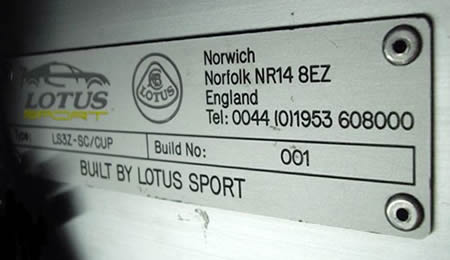 LOTUS
SPORT
LOTUS
Norwich
Norfolk NR14 8EZ
England
Tel: 0044 (0)1953 608000
Type: LS3Z-SC/CUP
Build No: 001
BUILT BY LOTUS SPORT